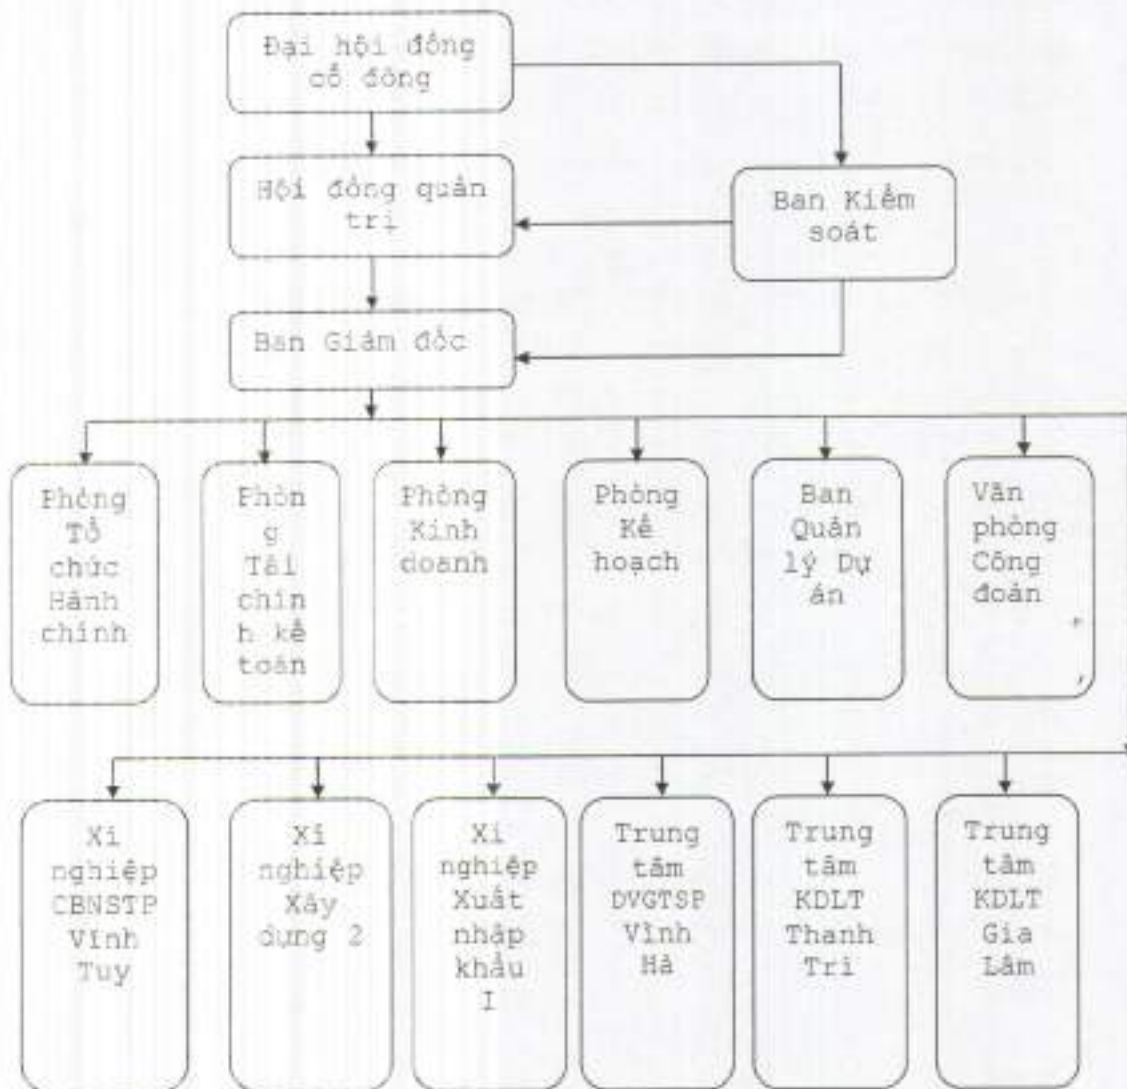 Đại hội đồng
cổ đông
Hội đồng quản
trị
Ban Kiểm
soát
Ban Giám đốc
Phòng
Tổ
chức
Hành
chính
Phòn
g
Tài
chín
h kế
toán
Phòng
Kinh
doanh
Phòng
Kế
hoạch
Ban
Quản
lý Dự
án
Văn
phòng
Công
đoàn
Xí
nghiệp
CBNSTP
Vĩnh
Tuy
Xí
nghiệp
Xây
dựng 2
Xí
nghiệp
Xuất
nhập
khẩu
I
Trung
tâm
DVGTSP
Vĩnh
Hà
Trung
tâm
KDLT
Thanh
Trì
Trung
tâm
KDLT
Gia
Lâm